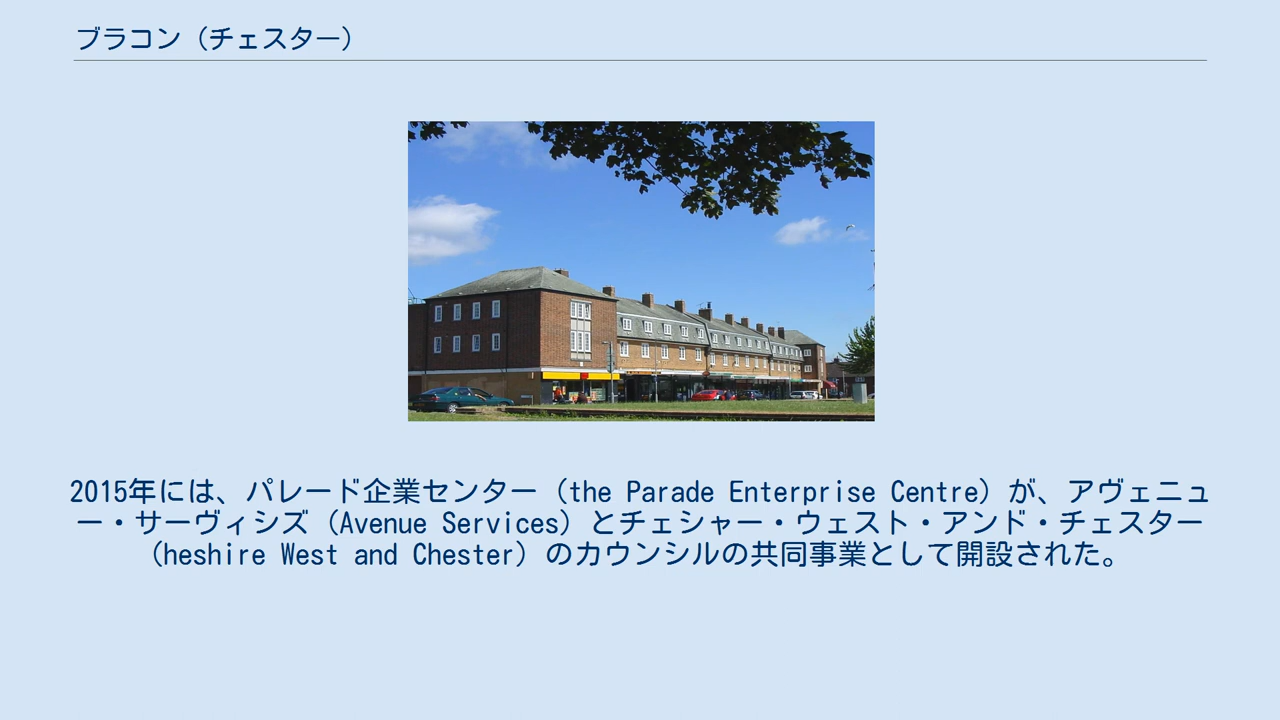 ブラコン（チェスター）
2015年には、パレード企業センター（the Parade Enterprise Centre）が、アヴェニュ
ー・サーヴィシズ（Avenue Services）とチェシャー・ウェスト・アンド・チェスター
（heshire West and Chester）のカウンシルの共同事業として開設された。